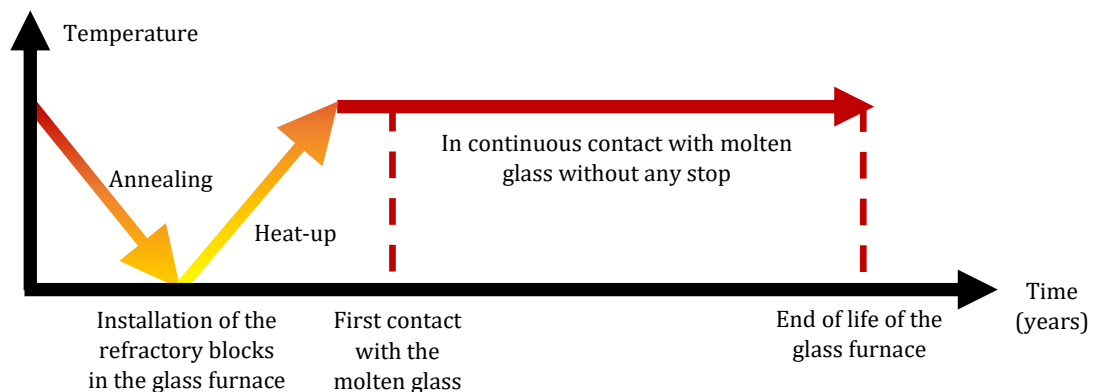 Temperature
Annealing
Heat-up
In continuous contact with molten
glass without any stop
Installation of the
refractory blocks
in the glass furnace
First contact
with the
molten glass
End of life of the
glass furnace
Time
(years)